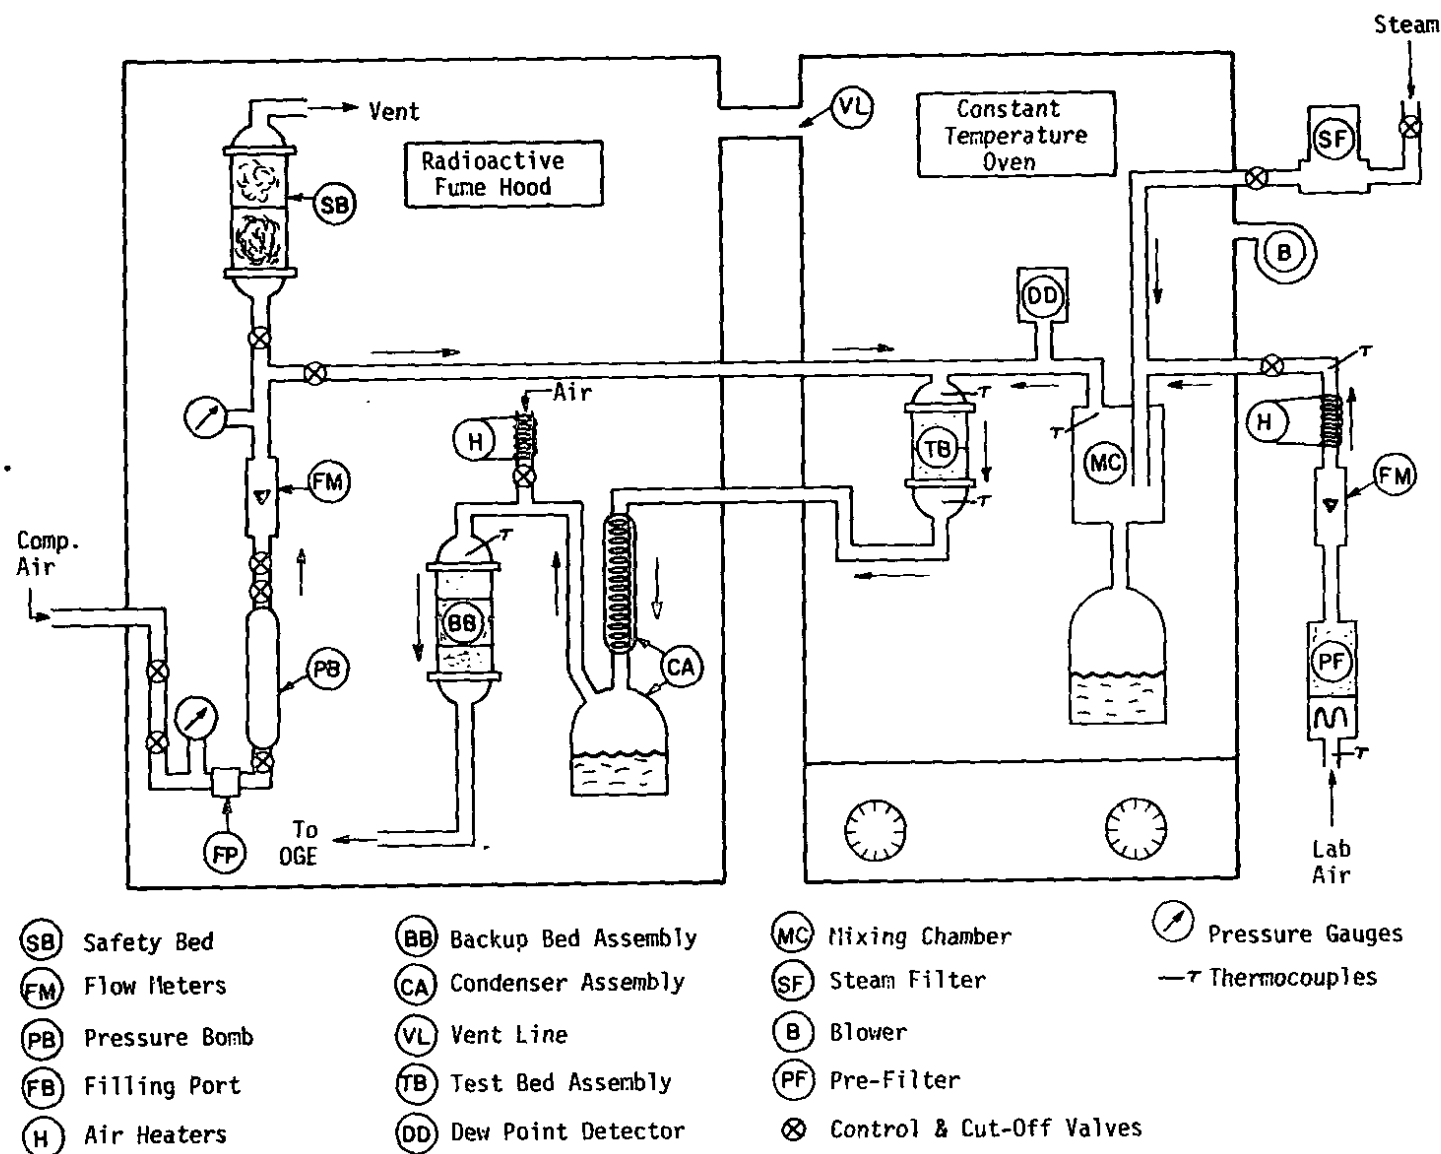 Steam
Vent
VL
Constant
Temperature
Oven
SF
Radioactive
Fume Hood
SB
B
DD
τ
Air
τ
H
TB
τ
MC
H
FM
FM
τ
τ
Comp.
Air
BB
PB
CA
PF
τ
To
OGE
FP
Lab
Air
SB Safety Bed
FM Flow Meters
PB Pressure Bomb
FB Filling Port
H Air Heaters
BB Backup Bed Assembly
CA Condenser Assembly
VL Vent Line
TB Test Bed Assembly
DD Dew Point Detector
MC Mixing Chamber
SF Steam Filter
B Blower
PF Pre-Filter
Control & Cut-Off Valves
Pressure Gauges
τ Thermocouples